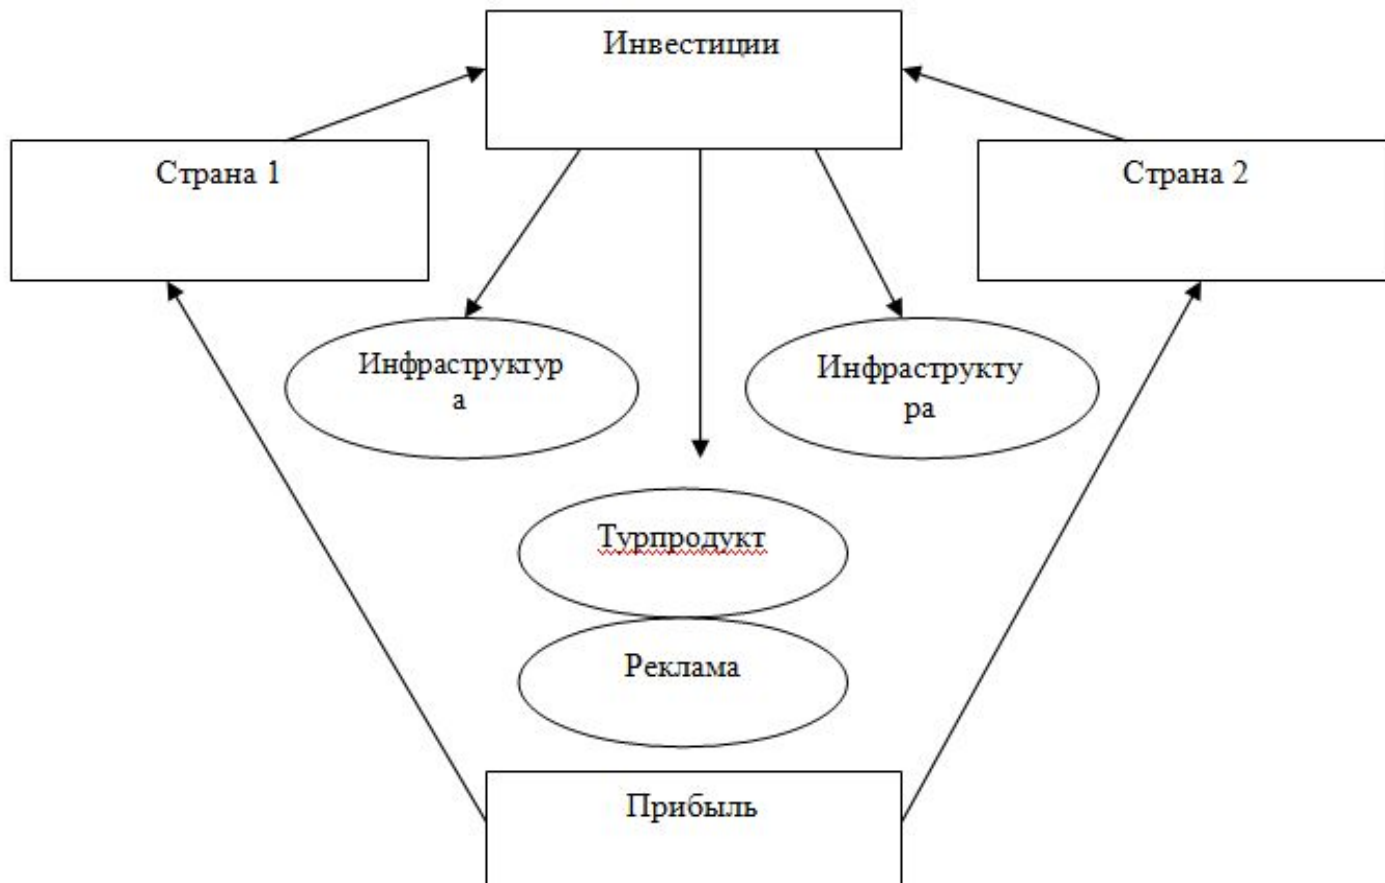 Инвестиции
Страна 1
Страна 2
Инфраструктур
а
Инфраструкту
ра
Турпродукт
Реклама
Прибыль